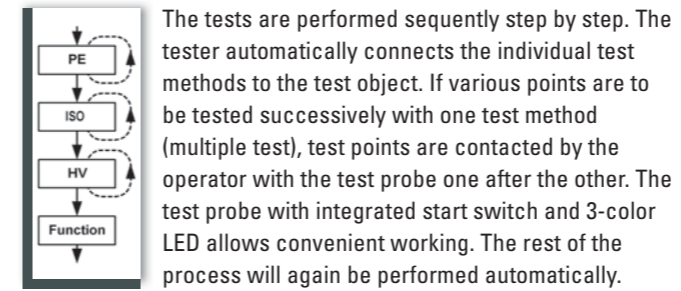 PE
ISO
HV
Function
The tests are performed sequently step by step. The
tester automatically connects the individual test
methods to the test object. If various points are to
be tested successively with one test method
(multiple test), test points are contacted by the
operator with the test probe one after the other. The
test probe with integrated start switch and 3-color
LED allows convenient working. The rest of the
process will again be performed automatically.